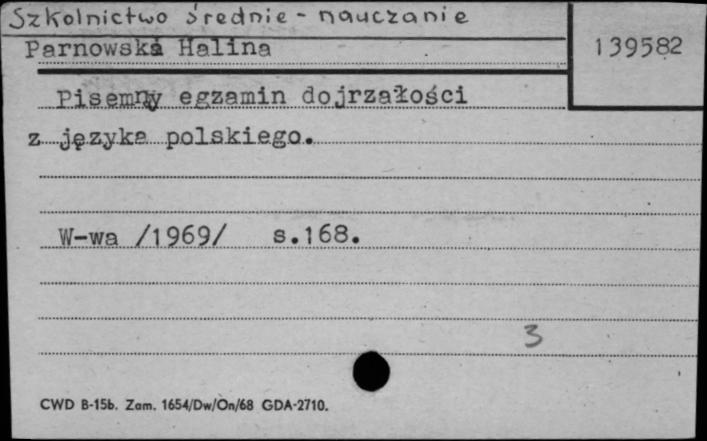 Szkolnictwo średnie - nauczanie
Parnowska Halina
139582
Pisemny egzamin dojrzałości
z języka polskiego.
W-wa /1969/ s.168.
3
CWD B-15b. Zam. 1654/Dw/On/68 GDA-2710.